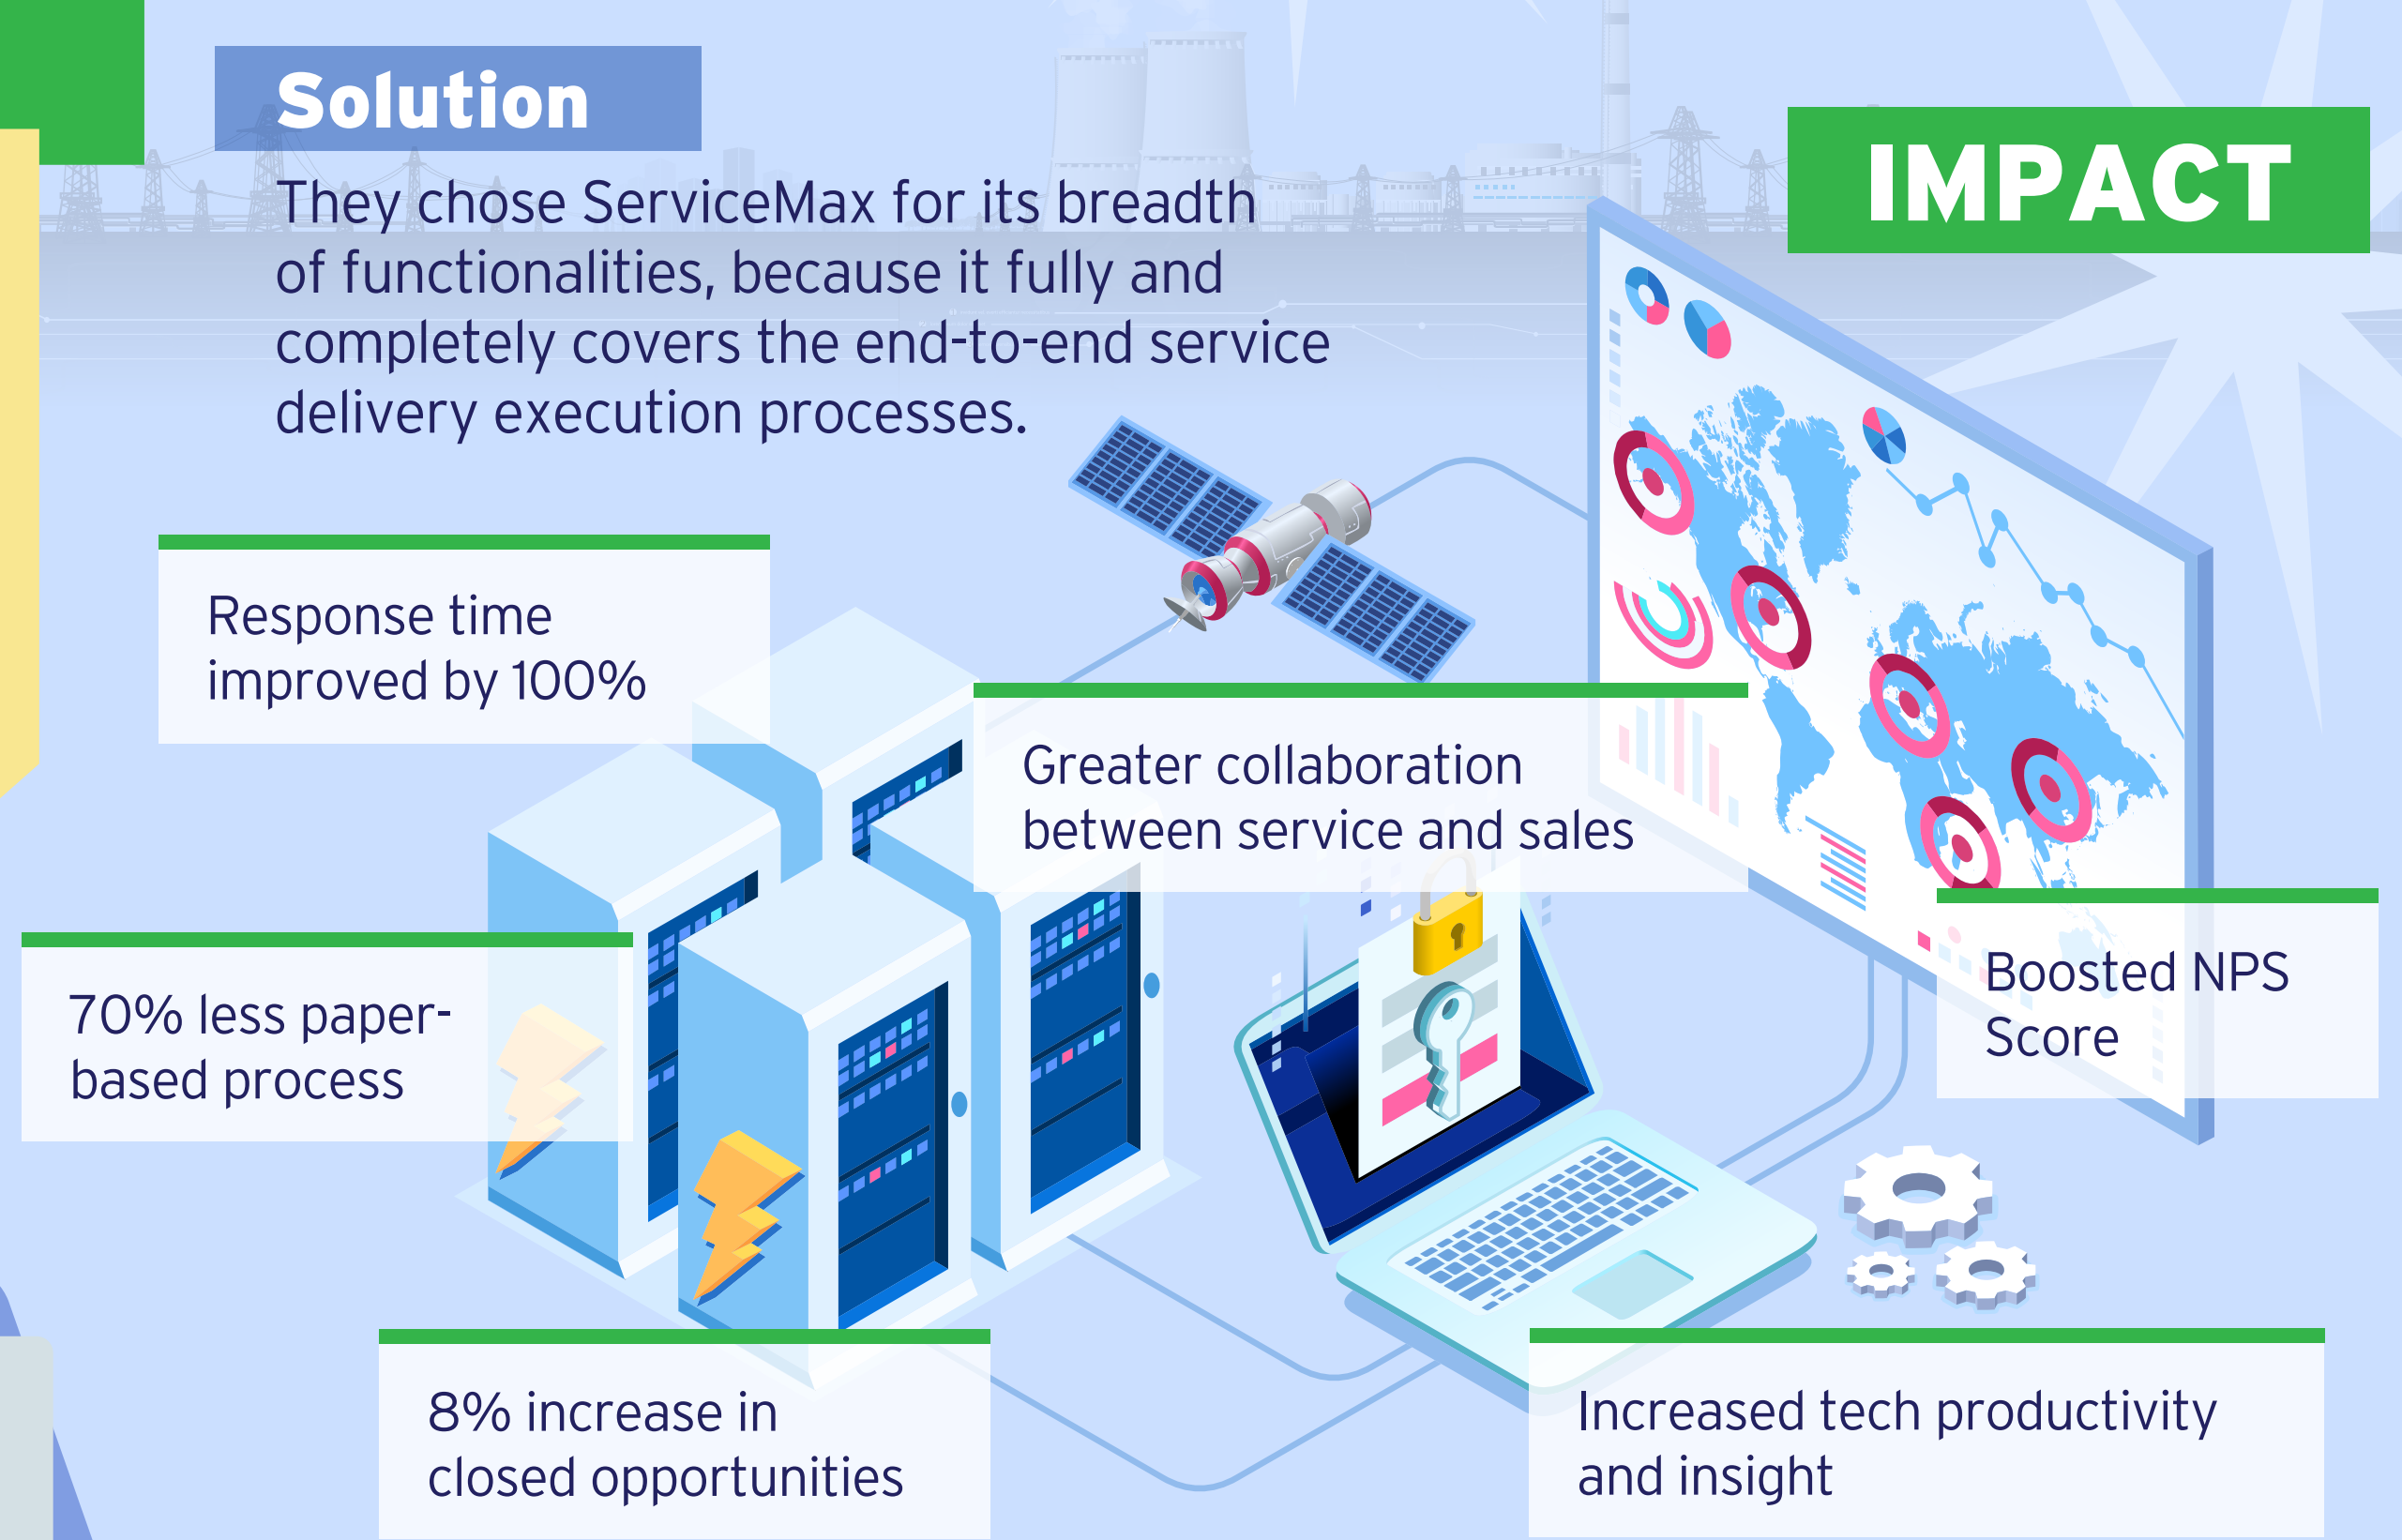 Solution
They chose ServiceMax for its breadth
of functionalities, because it fully and
completely covers the end-to-end service
delivery execution processes.
IMPACT
Response time
improved by 100%
Greater collaboration
between service and sales
70% less paper-
based process
Boosted NPS
Score
8% increase in
closed opportunities
Increased tech productivity
and insight